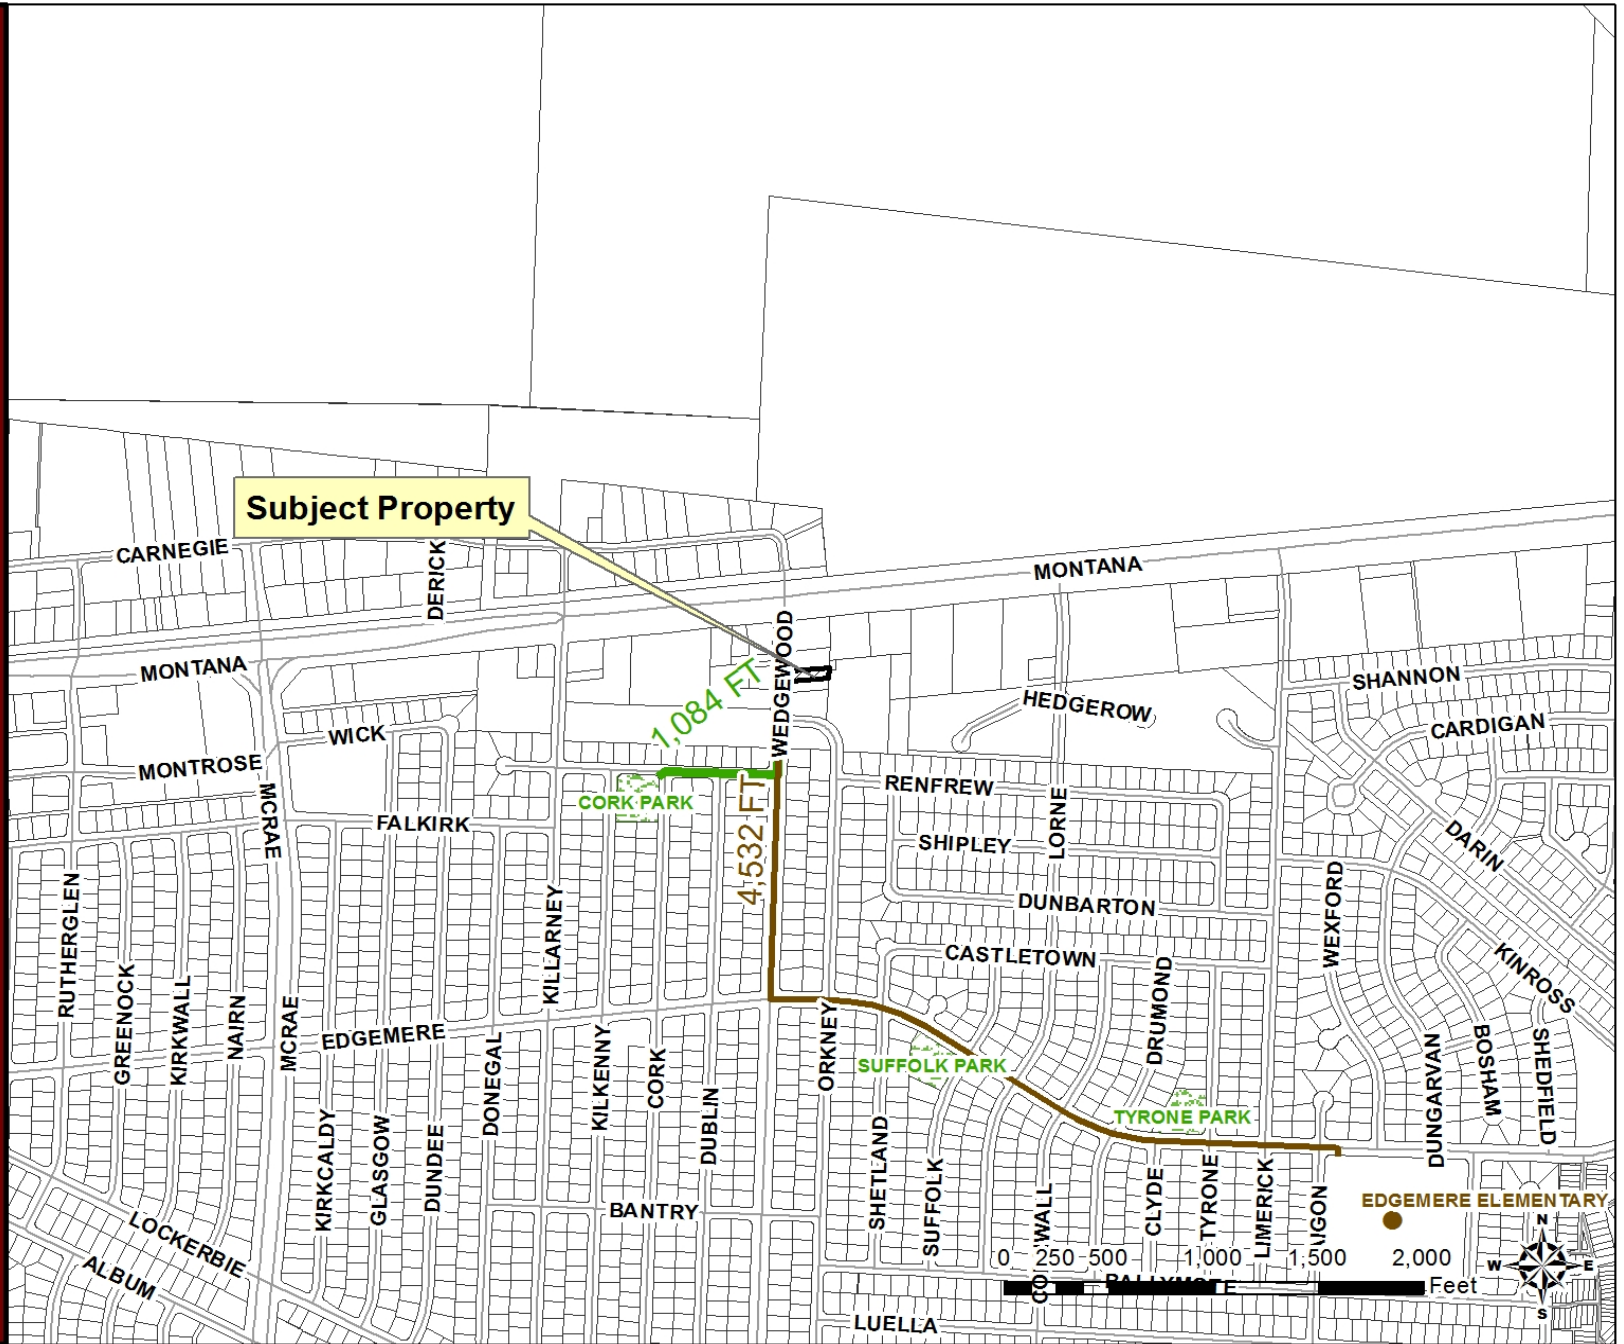 Subject Property
CARNEGIE
DERICK
MONTANA
MONTANA
WEDGEWOOD
1,084 FT
SHANNON
HEDGEROW
CARDIGAN
WICK
MONTROSE
MCRAE
CORK PARK
RENFREW
LORNE
FALKIRK
4,532 FT
SHIPLEY
DARIN
DUNBARTON
WEXFORD
RUTHERGLEN
KILLARNEY
CASTLETOWN
KINROSS
GREENOCK
KIRKWALL
NAIRN
MCRAE
EDGEMERE
DRUMOND
ORKNEY
DONEGAL
KILKENNY
CORK
DUBLIN
SUFFOLK PARK
TYRONE PARK
DUNGARVAN
BOSHAM
SHEDFIELD
KIRKCALDY
GLASGOW
DUNDEE
SHETLAND
SUFFOLK
CLYDE
TYRONE
LIMERICK
EDGEMERE ELEMENTARY
BANTRY
LOCKERBIE
ALBUM
0 250 500 1,000 1,500 2,000
Feet
N
W E
S
LUELLA